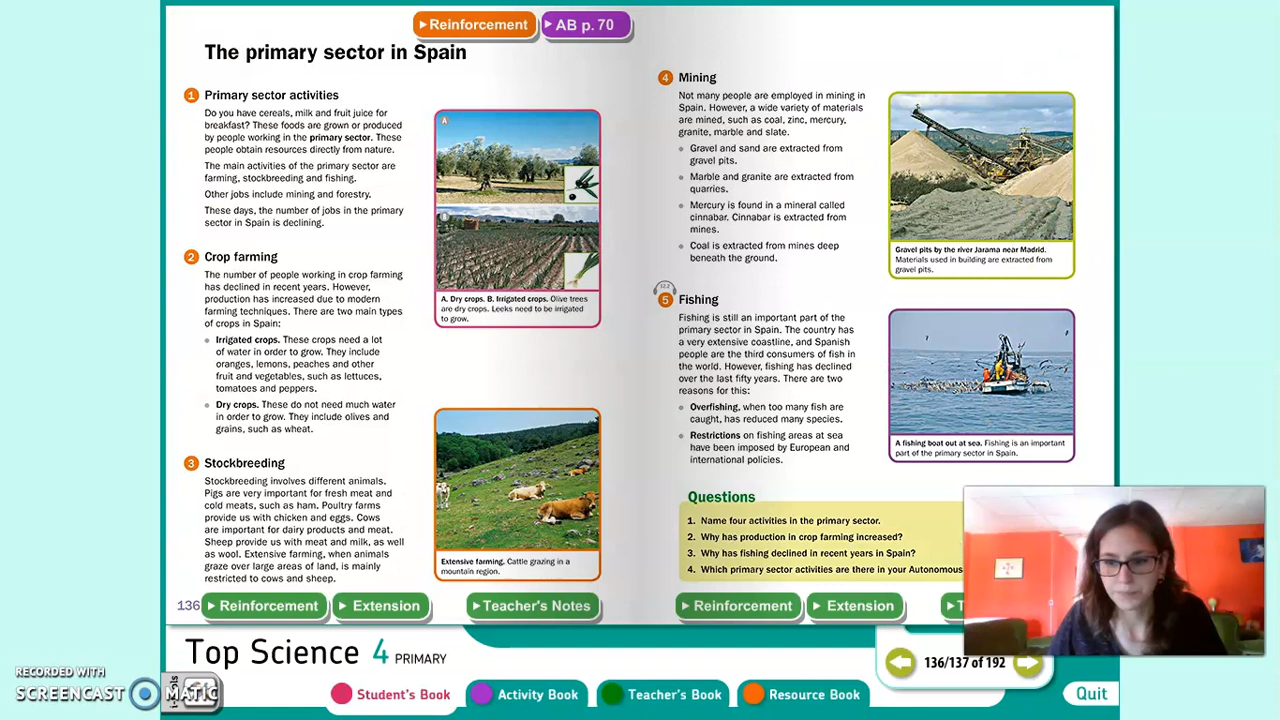 Reinforcement
AB p. 70
The primary sector in Spain
1 Primary sector activities
Do you have cereals, milk and fruit juice for
breakfast? These foods are grown or produced
by people working in the primary sector. These
people obtain resources directly from nature.
The main activities of the primary sector are
farming, stockbreeding and fishing.
Other jobs include mining and forestry.
These days, the number of jobs in the primary
sector in Spain is declining.
2 Crop farming
The number of people working in crop farming
has declined in recent years. However,
production has increased due to modern
farming techniques. There are two main types
of crops in Spain:
Irrigated crops. These crops need a lot
of water in order to grow. They include
oranges, lemons, peaches and other
fruit and vegetables, such as lettuces,
tomatoes and peppers.
Dry crops. These do not need much water
in order to grow. They include olives and
grains, such as wheat.
3 Stockbreeding
Stockbreeding involves different animals.
Pigs are very important for fresh meat and
cold meats, such as ham. Poultry farms
provide us with chicken and eggs. Cows
are important for dairy products and meat.
Sheep provide us with meat and milk, as well
as wool. Extensive farming, when animals
graze over large areas of land, is mainly
restricted to cows and sheep.
A
B
A. Dry crops. B. Irrigated crops. Olive trees
are dry crops. Leeks need to be irrigated
to grow.
Extensive farming. Cattle grazing in a
mountain region.
136
Reinforcement
Extension
Teacher's Notes
4 Mining
Not many people are employed in mining in
Spain. However, a wide variety of materials
are mined, such as coal, zinc, mercury,
granite, marble and slate.
Gravel and sand are extracted from
gravel pits.
Marble and granite are extracted from
quarries.
Mercury is found in a mineral called
cinnabar. Cinnabar is extracted from
mines.
Coal is extracted from mines deep
beneath the ground.
Gravel pits by the river Jarama near Madrid.
Materials used in building are extracted from
gravel pits.
5 Fishing
Fishing is still an important part of the
primary sector in Spain. The country has
a very extensive coastline, and Spanish
people are the third consumers of fish in
the world. However, fishing has declined
over the last fifty years. There are two
reasons for this:
Overfishing, when too many fish are
caught, has reduced many species.
Restrictions on fishing areas at sea
have been imposed by European and
international policies.
A fishing boat out at sea. Fishing is an important
part of the primary sector in Spain.
Questions
1. Name four activities in the primary sector.
2. Why has production in crop farming increased?
3. Why has fishing declined in recent years in Spain?
4. Which primary sector activities are there in your Autonomous
Reinforcement
Extension
Top Science 4 PRIMARY
136/137 of 192
Student's Book
Activity Book
Teacher's Book
Resource Book
Quit
RECORDED WITH
SCREENCAST MATIC